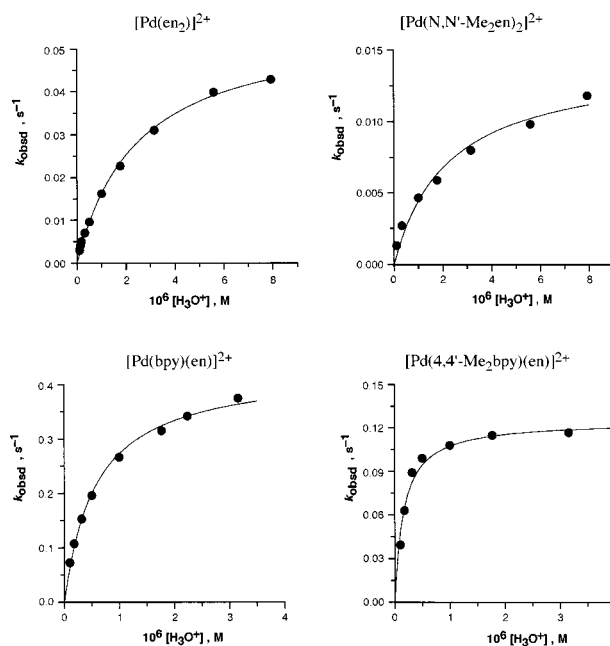 [Pd(en₂)]²⁺
0.05
0.04
0.03
0.02
0.01
0.00
k_obsd , s⁻¹
0 2 4 6 8
10⁶ [H₃O⁺] , M
[Pd(N,N'-Me₂en)₂]²⁺
0.015
0.010
0.005
0.000
k_obsd , s⁻¹
0 2 4 6 8
10⁶ [H₃O⁺] , M
[Pd(bpy)(en)]²⁺
0.4
0.3
0.2
0.1
0.0
k_obsd , s⁻¹
0 1 2 3 4
10⁶ [H₃O⁺] , M
[Pd(4,4'-Me₂bpy)(en)]²⁺
0.15
0.12
0.09
0.06
0.03
0.00
k_obsd , s⁻¹
0 1 2 3
10⁶ [H₃O⁺] , M